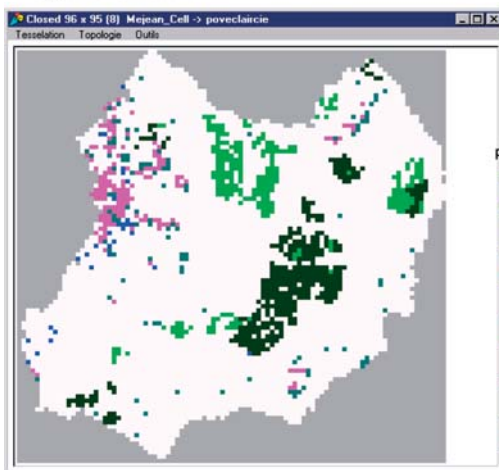 Closed 96 x 95 (8) Mejean_Cell -> poveclaircie
Tesselation Topologie Outils